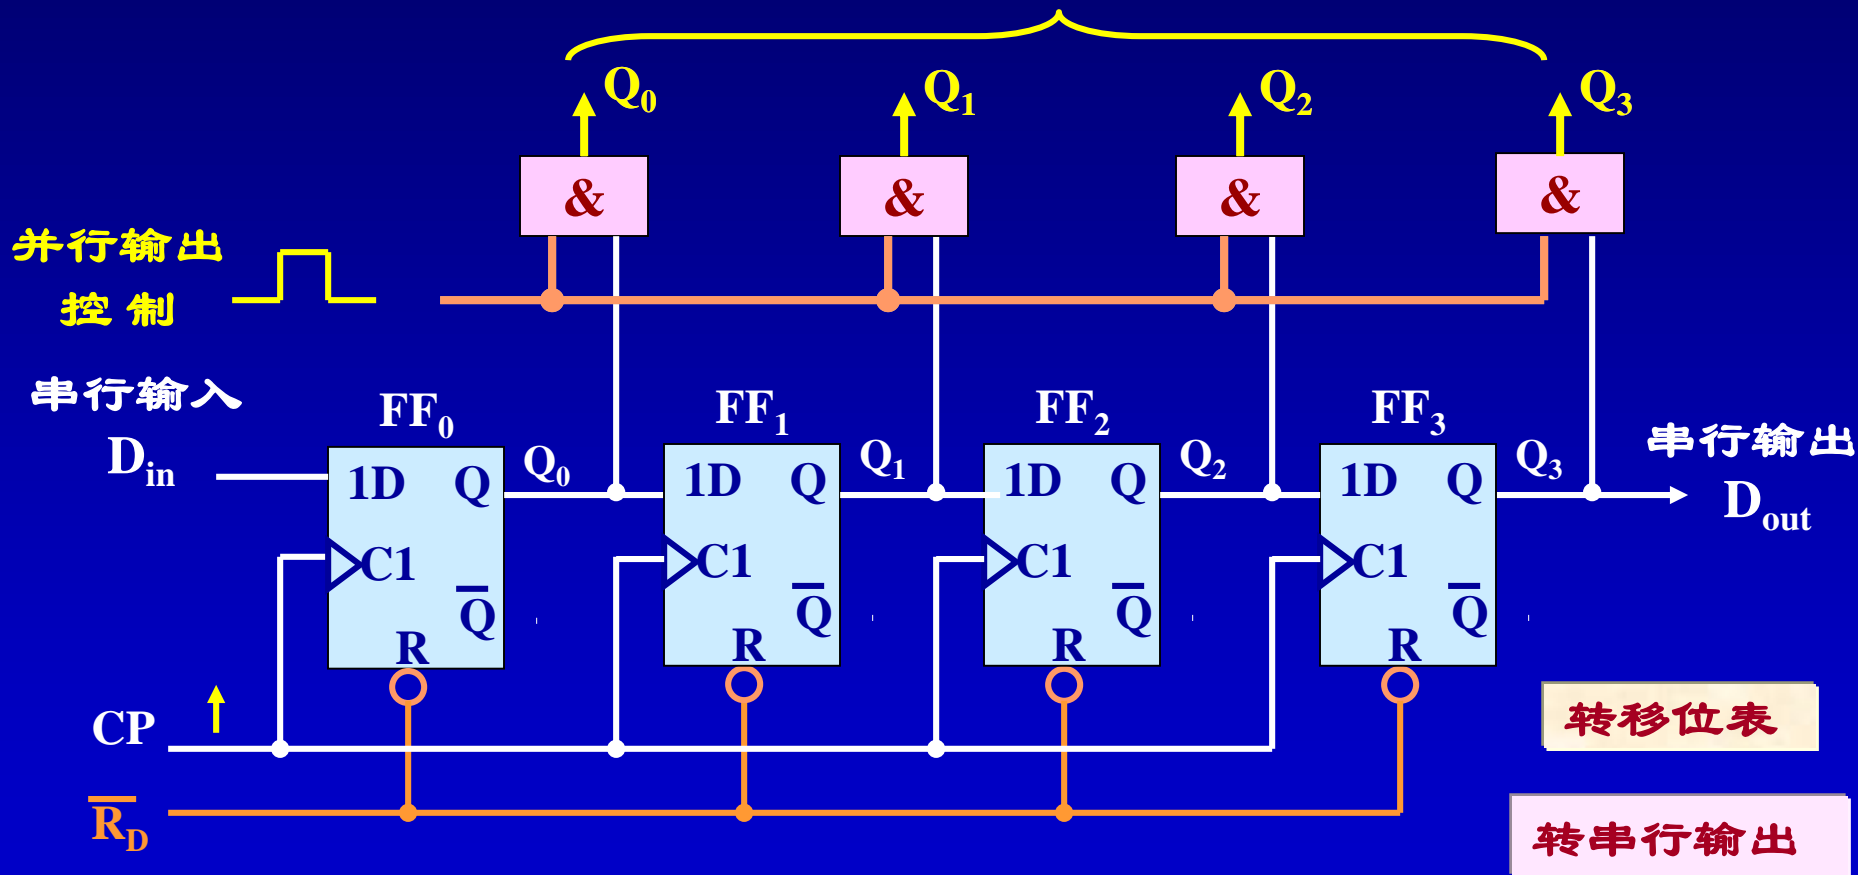 Q₀ Q₁ Q₂ Q₃
& & & &
并行输出
控 制
串行输入
Dᵢₙ
FF₀ FF₁ FF₂ FF₃
串行输出
Dₒᵤₜ
Q₀ Q₁ Q₂ Q₃
1D Q 1D Q 1D Q 1D Q
C1 C1 C1 C1
Q̅ Q̅ Q̅ Q̅
R R R R
CP
转移位表
R̅_D
转串行输出